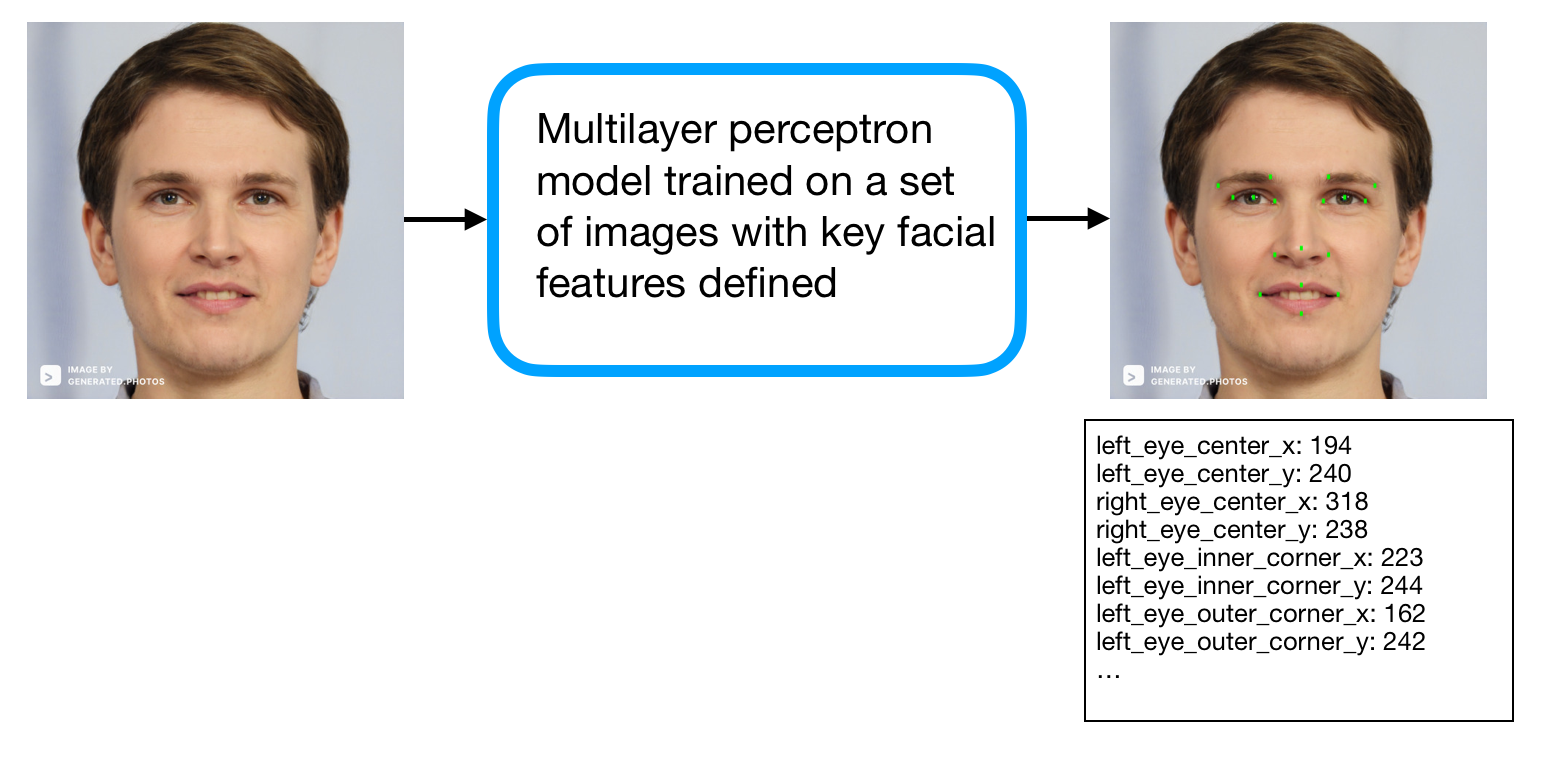 Multilayer perceptron
model trained on a set
of images with key facial
features defined
>
IMAGE BY
GENERATED.PHOTOS
>
IMAGE BY
GENERATED.PHOTOS
left_eye_center_x: 194
left_eye_center_y: 240
right_eye_center_x: 318
right_eye_center_y: 238
left_eye_inner_corner_x: 223
left_eye_inner_corner_y: 244
left_eye_outer_corner_x: 162
left_eye_outer_corner_y: 242
…